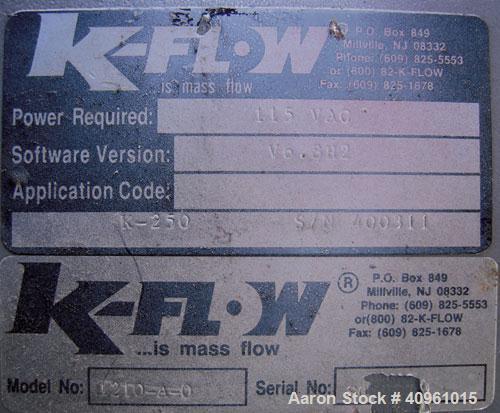 K-FLOW ® P.O. Box 849
Millville, NJ 08332
Phone: (609) 825-5553
or (800) 82-K-FLOW
Fax: (609) 825-1678
...is mass flow
Power Required: 115 VAC
Software Version: V6.3H2
Application Code:
K-250 S/N 400311
K-FLOW ® P.O. Box 849
Millville, NJ 08332
Phone: (609) 825-5553
or(800) 82-K-FLOW
Fax: (609) 825-1678
...is mass flow
Model No:
Serial No:
Aaron Stock # 40961015